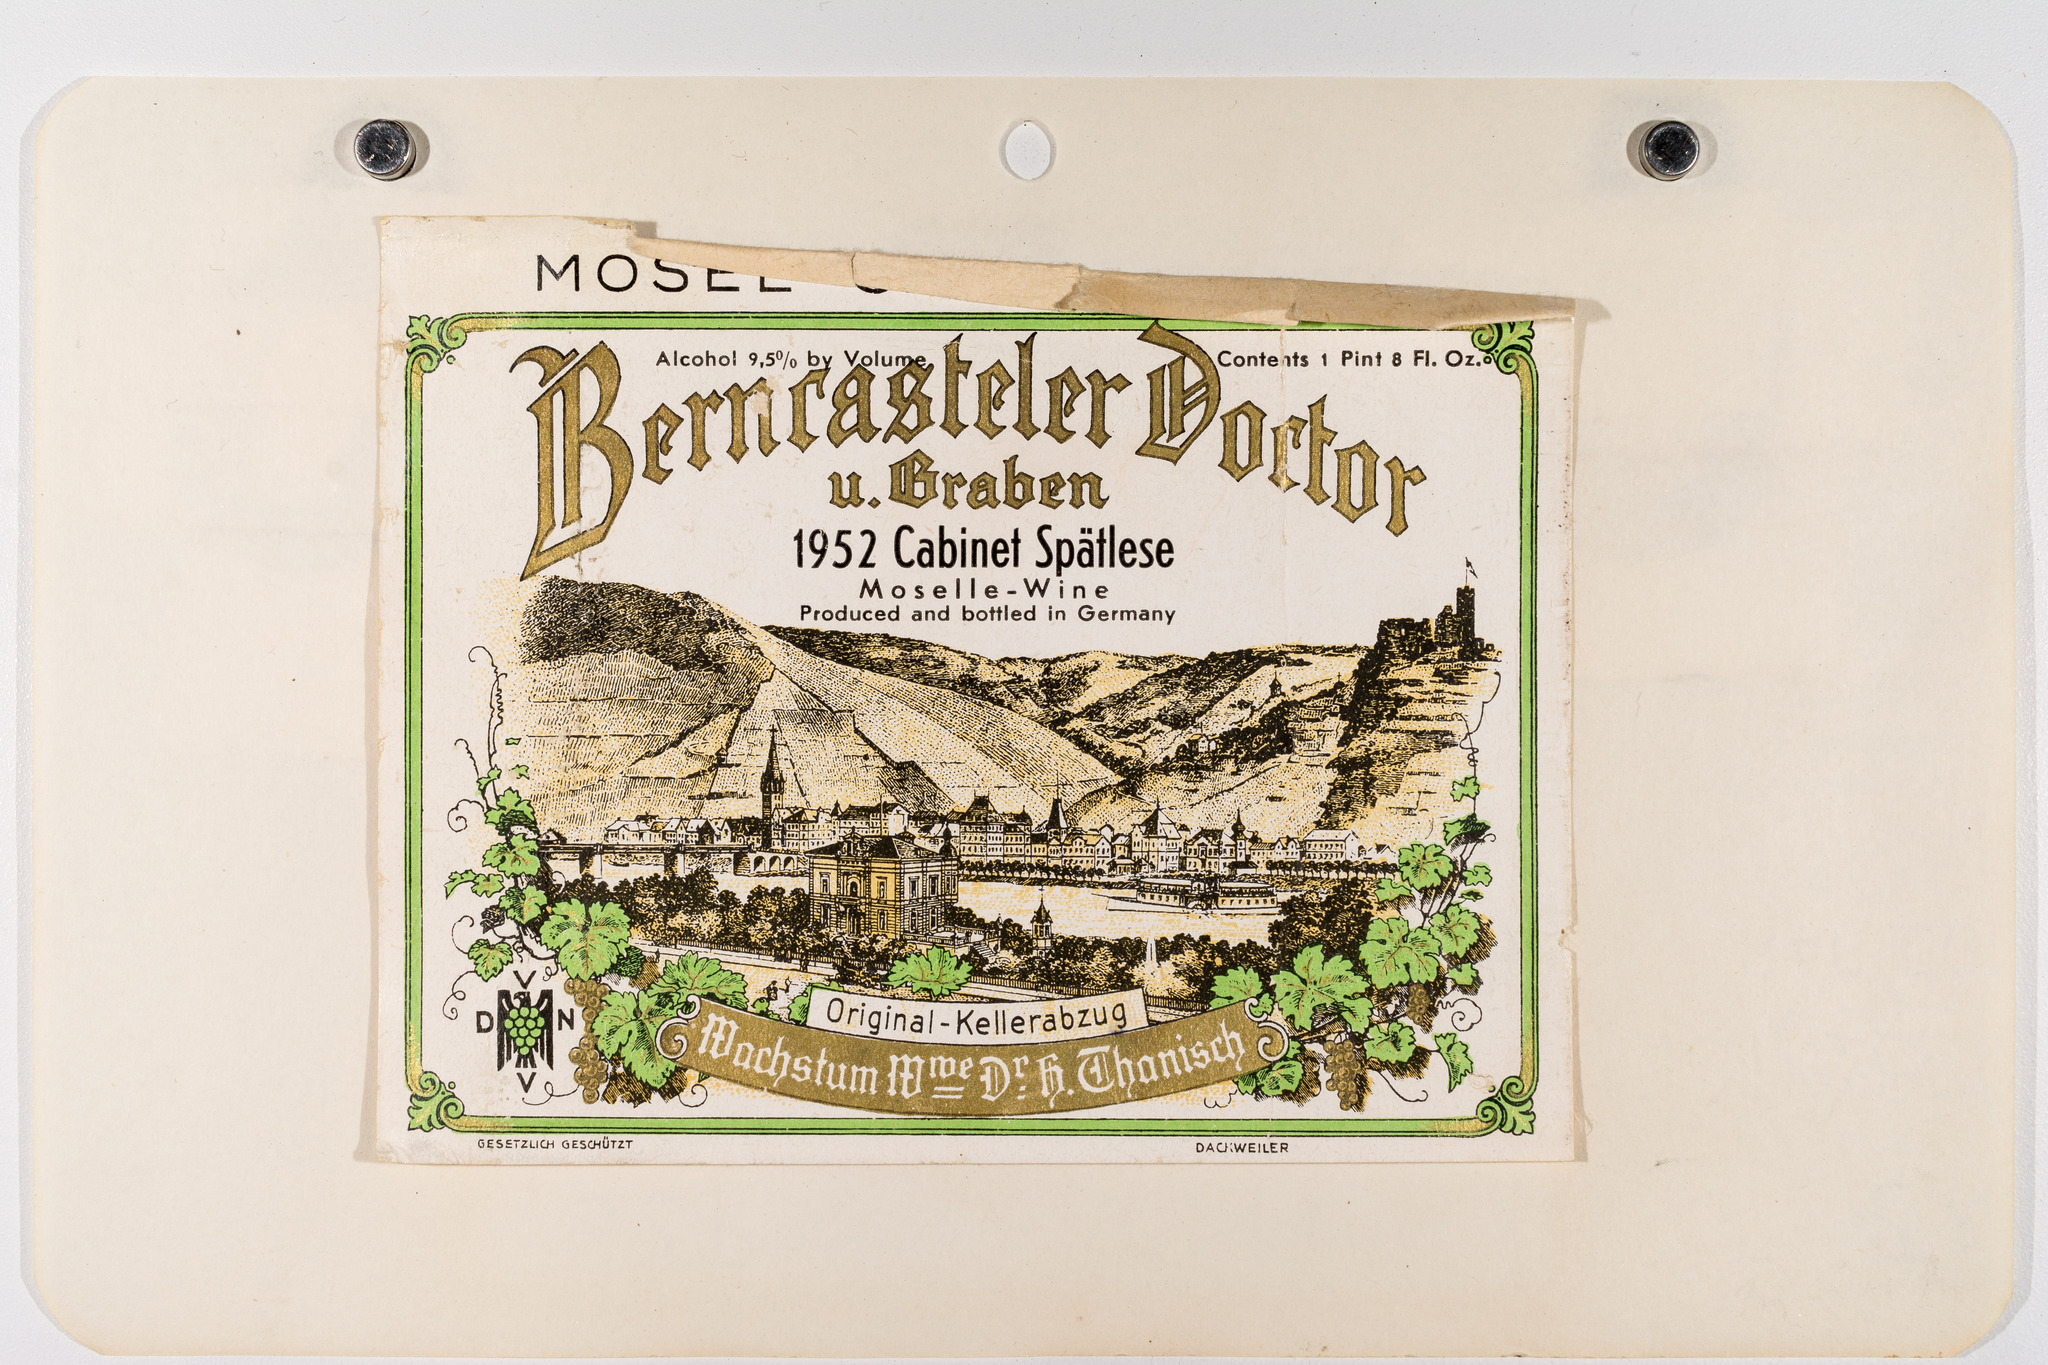 MOSEL
Alcohol 9,5% by Volume
Contents 1 Pint 8 Fl. Oz.
Berncasteler Doctor
u. Graben
1952 Cabinet Spätlese
Moselle-Wine
Produced and bottled in Germany
V
D N
V
Original-Kellerabzug
Wachstum Wwe Dr. H. Thanisch
GESETZLICH GESCHÜTZT
DACHWEILER